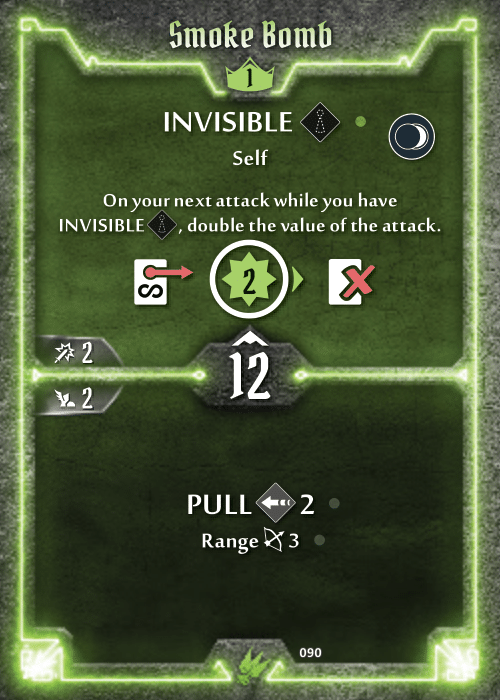 Smoke Bomb
1
INVISIBLE
Self
On your next attack while you have
INVISIBLE , double the value of the attack.
S 2
2
12
2
PULL 2
Range 3
090